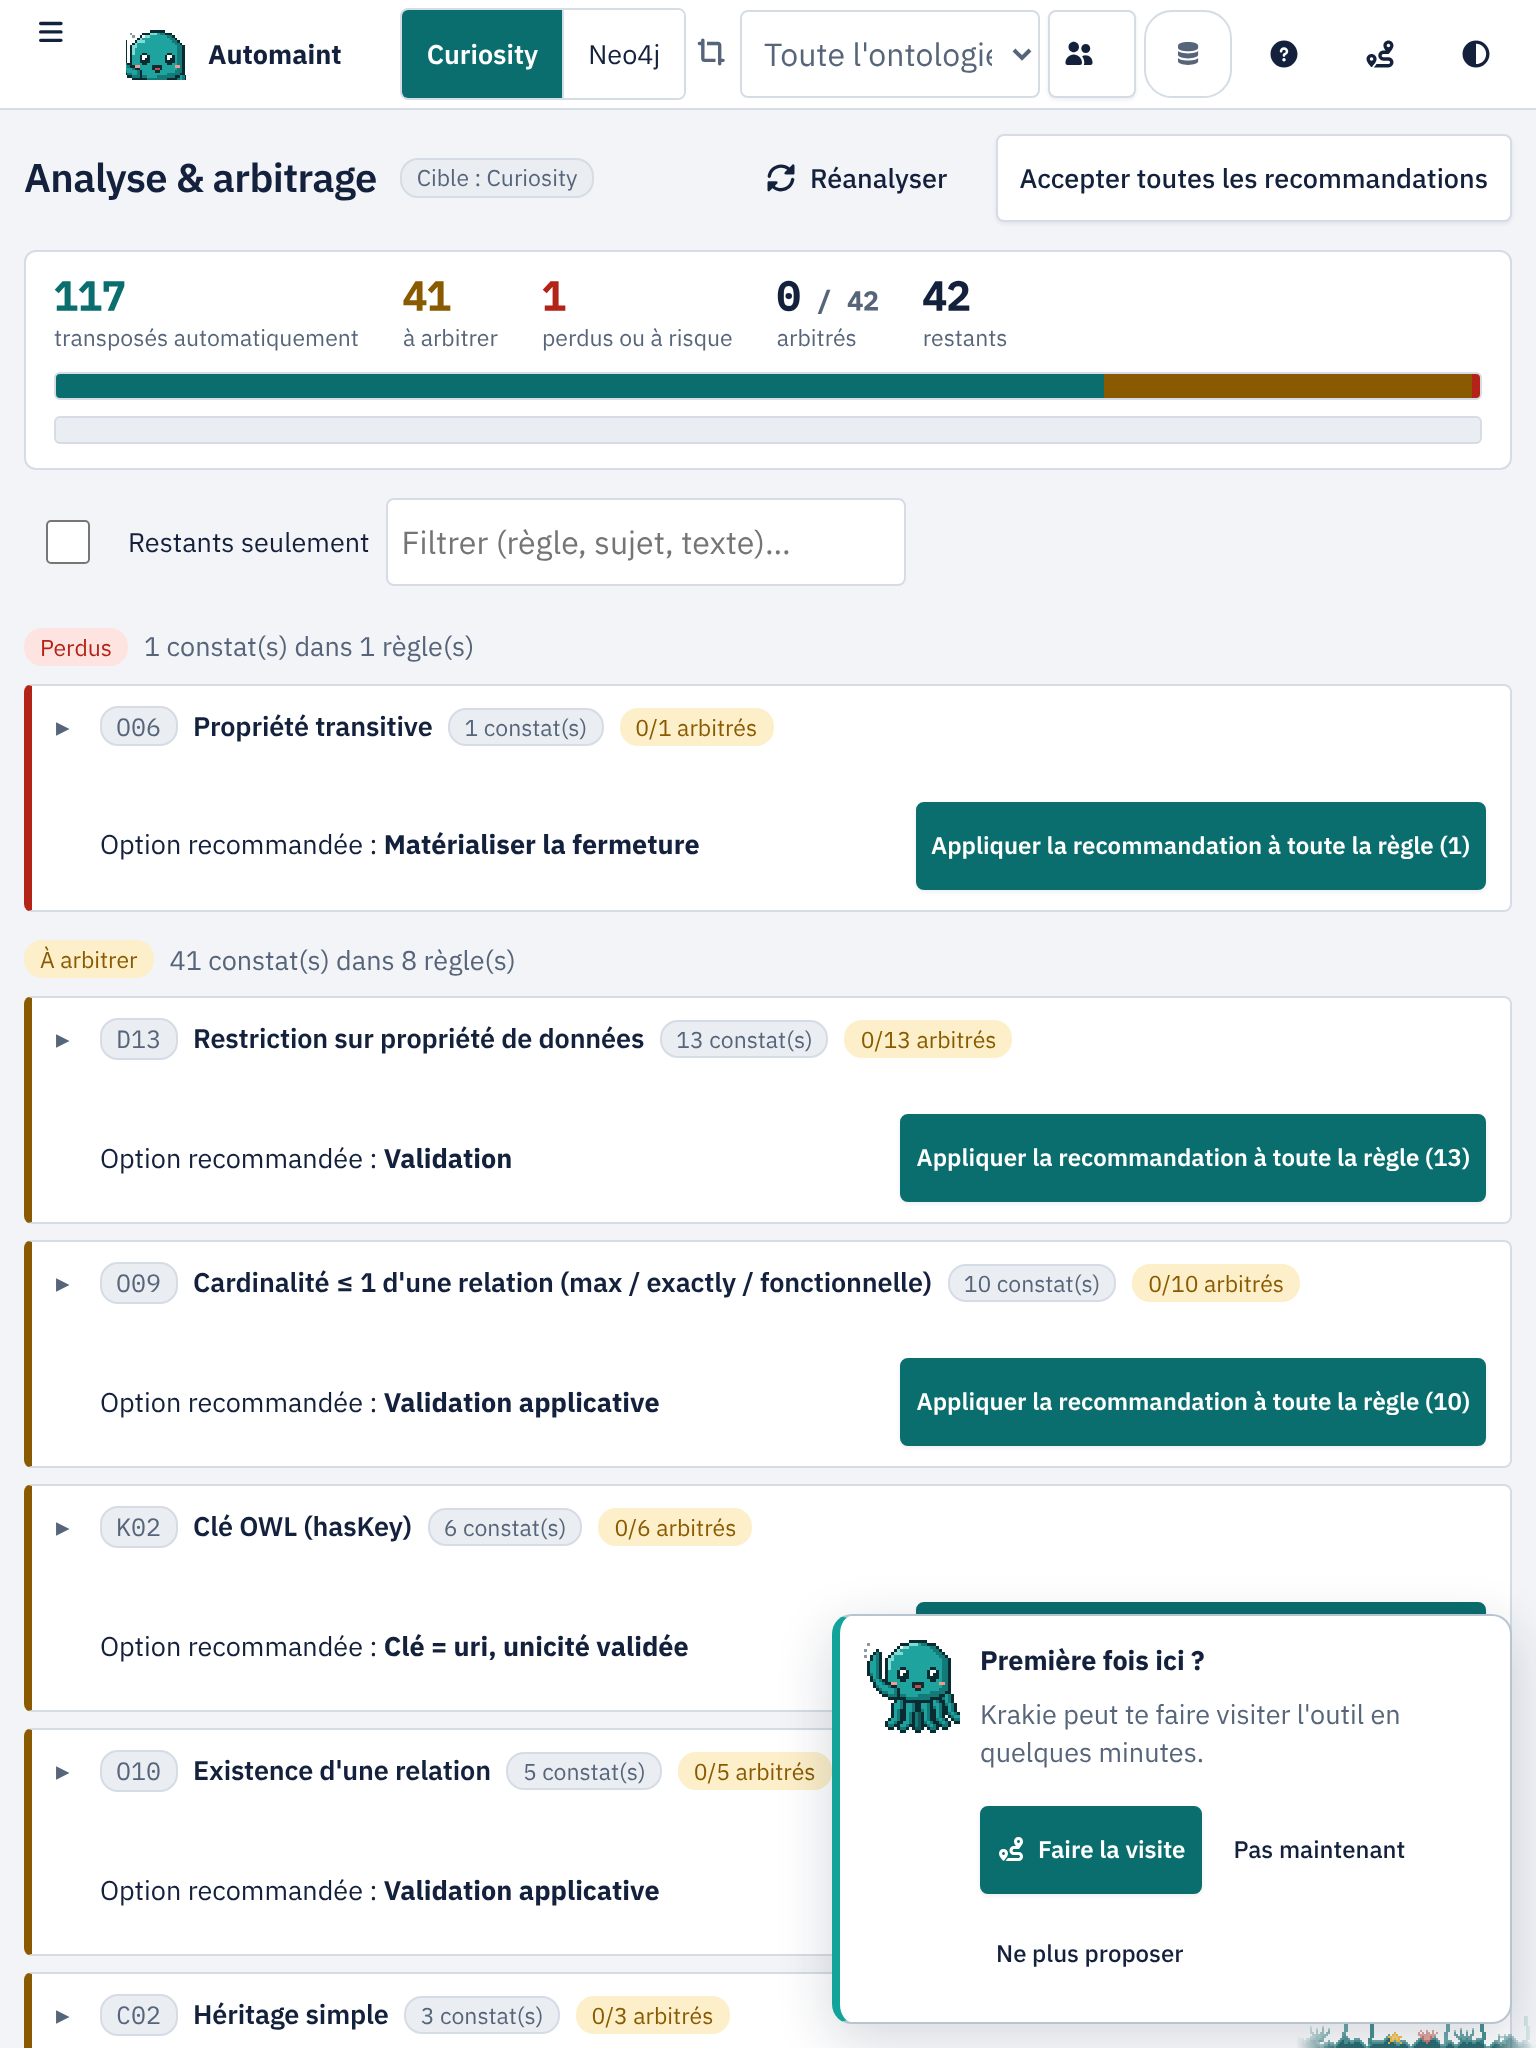 Automaint
Curiosity
Neo4j
Toute l'ontologie
Analyse & arbitrage
Cible : Curiosity
Réanalyser
Accepter toutes les recommandations
117
transposés automatiquement
41
à arbitrer
1
perdus ou à risque
0 / 42
arbitrés
42
restants
Restants seulement
Filtrer (règle, sujet, texte)...
Perdus
1 constat(s) dans 1 règle(s)
▸ O06 Propriété transitive 1 constat(s) 0/1 arbitrés
Option recommandée : Matérialiser la fermeture
Appliquer la recommandation à toute la règle (1)
À arbitrer
41 constat(s) dans 8 règle(s)
▸ D13 Restriction sur propriété de données 13 constat(s) 0/13 arbitrés
Option recommandée : Validation
Appliquer la recommandation à toute la règle (13)
▸ O09 Cardinalité ≤ 1 d'une relation (max / exactly / fonctionnelle) 10 constat(s) 0/10 arbitrés
Option recommandée : Validation applicative
Appliquer la recommandation à toute la règle (10)
▸ K02 Clé OWL (hasKey) 6 constat(s) 0/6 arbitrés
Option recommandée : Clé = uri, unicité validée
▸ O10 Existence d'une relation 5 constat(s) 0/5 arbitrés
Option recommandée : Validation applicative
▸ C02 Héritage simple 3 constat(s) 0/3 arbitrés
Première fois ici ?
Krakie peut te faire visiter l'outil en
quelques minutes.
Faire la visite
Pas maintenant
Ne plus proposer